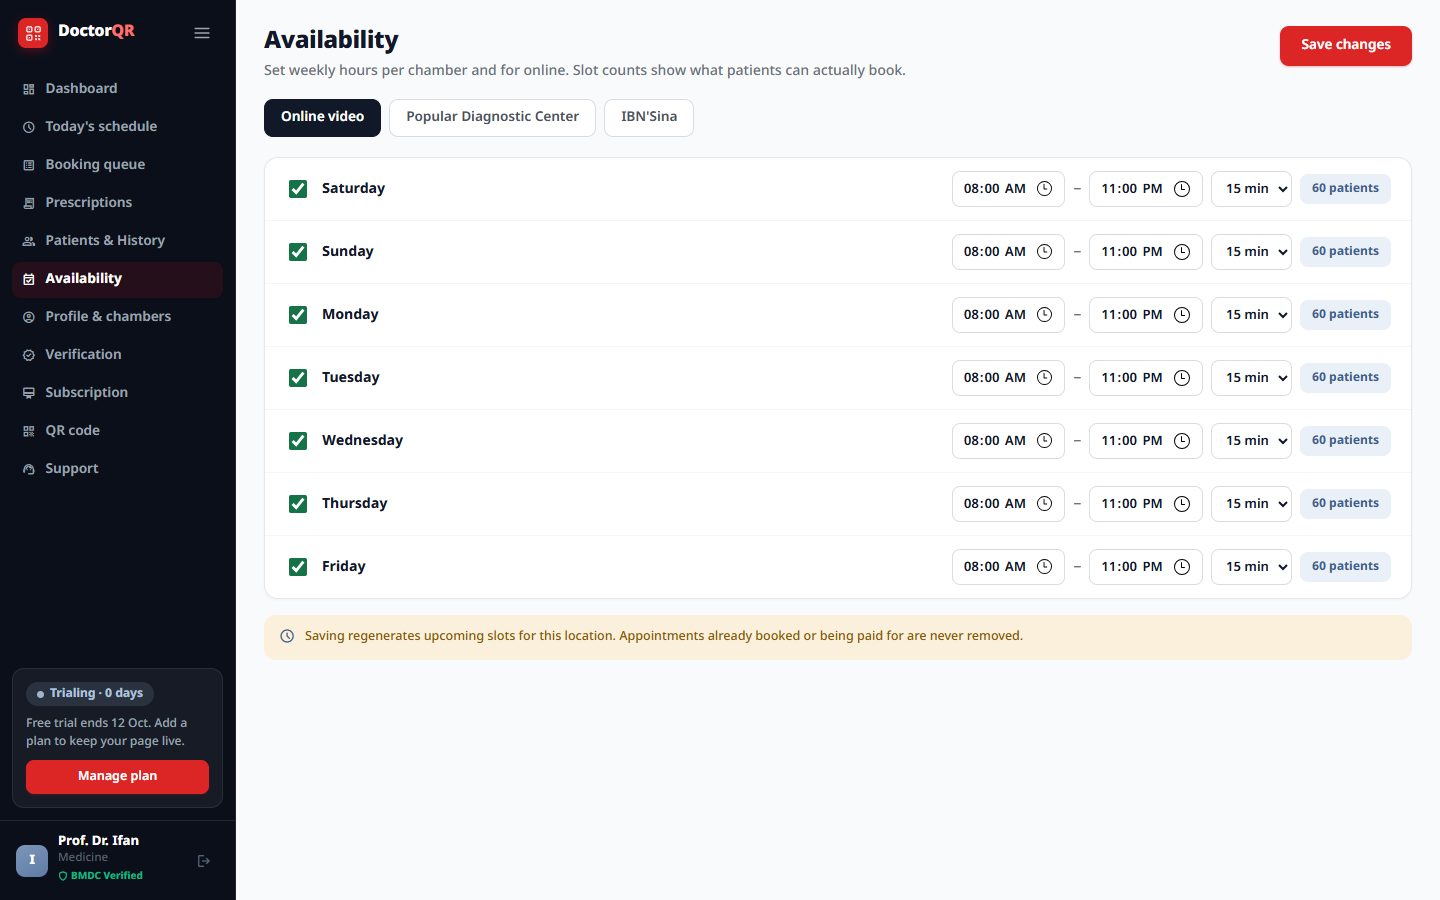 DoctorQR
Dashboard
Today's schedule
Booking queue
Prescriptions
Patients & History
Availability
Profile & chambers
Verification
Subscription
QR code
Support
Trialing · 0 days
Free trial ends 12 Oct. Add a
plan to keep your page live.
Manage plan
I
Prof. Dr. Ifan
Medicine
BMDC Verified
Availability
Set weekly hours per chamber and for online. Slot counts show what patients can actually book.
Save changes
Online video Popular Diagnostic Center IBN'Sina
Saturday 08:00 AM – 11:00 PM 15 min 60 patients
Sunday 08:00 AM – 11:00 PM 15 min 60 patients
Monday 08:00 AM – 11:00 PM 15 min 60 patients
Tuesday 08:00 AM – 11:00 PM 15 min 60 patients
Wednesday 08:00 AM – 11:00 PM 15 min 60 patients
Thursday 08:00 AM – 11:00 PM 15 min 60 patients
Friday 08:00 AM – 11:00 PM 15 min 60 patients
Saving regenerates upcoming slots for this location. Appointments already booked or being paid for are never removed.